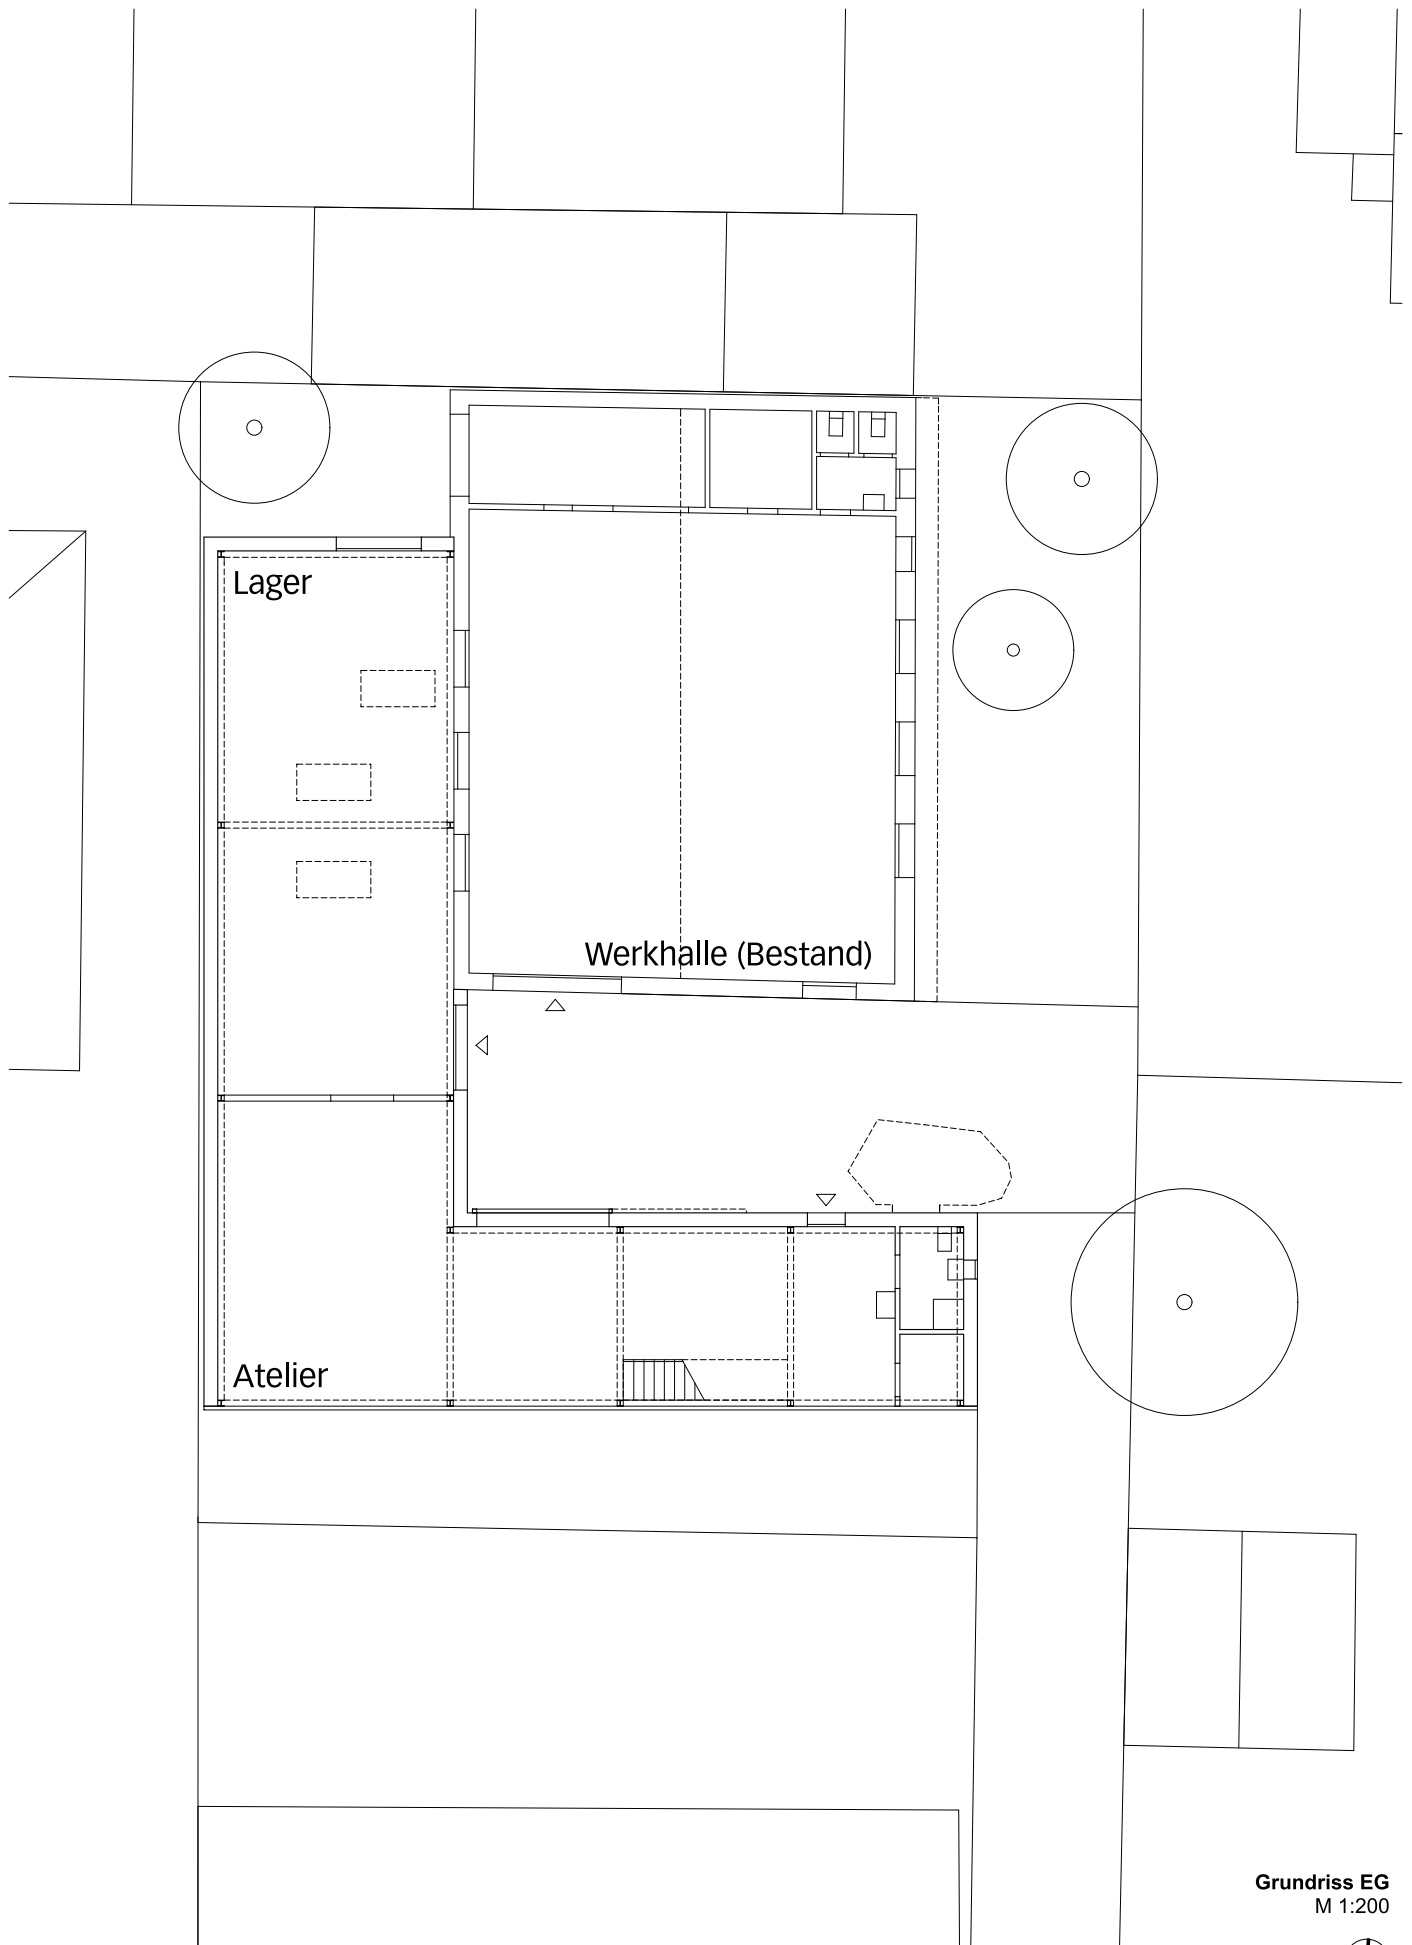 Lager
Werkhalle (Bestand)
Atelier
Grundriss EG
M 1:200